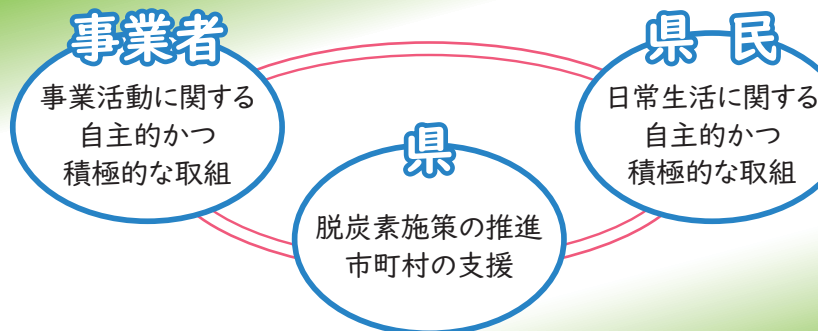 事業者
事業活動に関する
自主的かつ
積極的な取組
県民
日常生活に関する
自主的かつ
積極的な取組
県
脱炭素施策の推進
市町村の支援